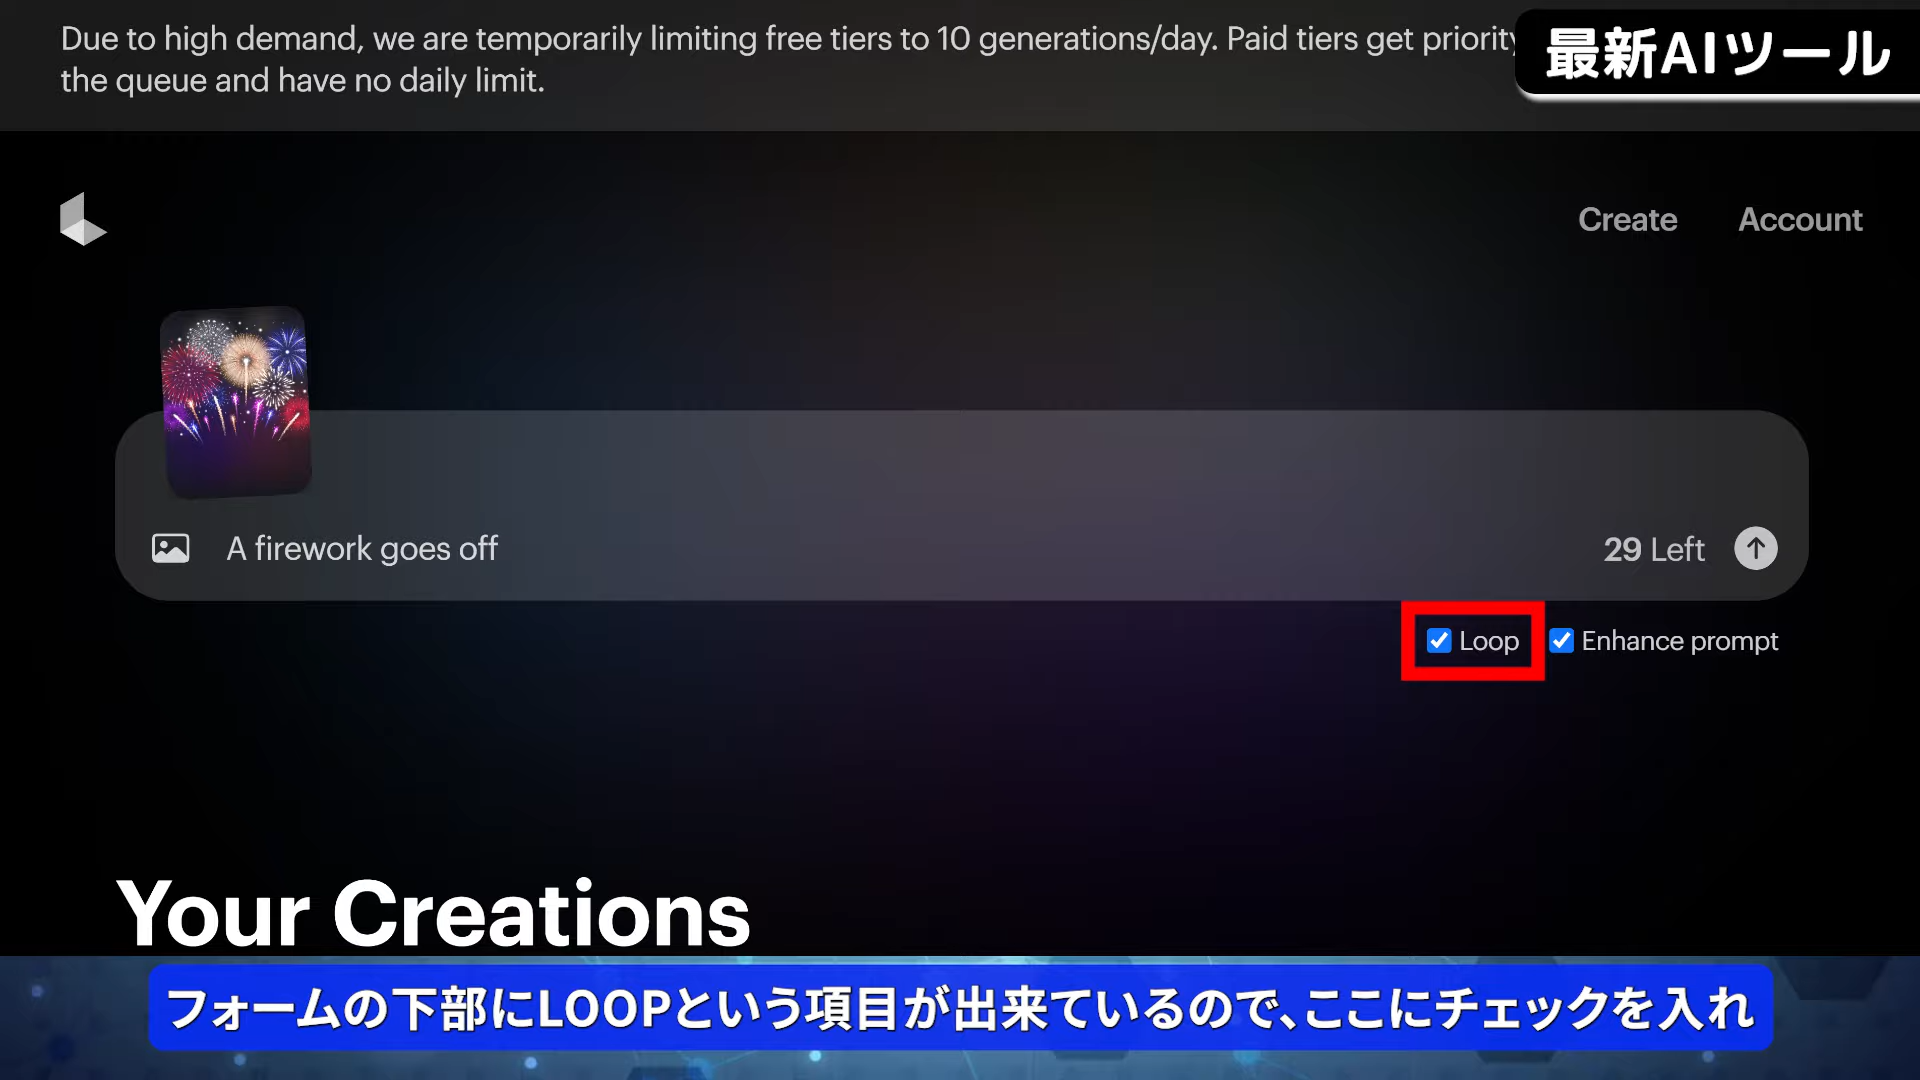 Due to high demand, we are temporarily limiting free tiers to 10 generations/day. Paid tiers get priority
the queue and have no daily limit.
最新AIツール
Create Account
A firework goes off
29 Left
Loop Enhance prompt
Your Creations
フォームの下部にLOOPという項目が出来ているので、ここにチェックを入れ